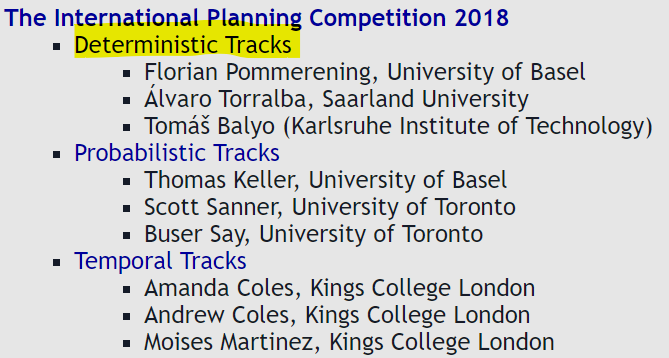 The International Planning Competition 2018
Deterministic Tracks
Florian Pommerening, University of Basel
Álvaro Torralba, Saarland University
Tomáš Balyo (Karlsruhe Institute of Technology)
Probabilistic Tracks
Thomas Keller, University of Basel
Scott Sanner, University of Toronto
Buser Say, University of Toronto
Temporal Tracks
Amanda Coles, Kings College London
Andrew Coles, Kings College London
Moises Martinez, Kings College London